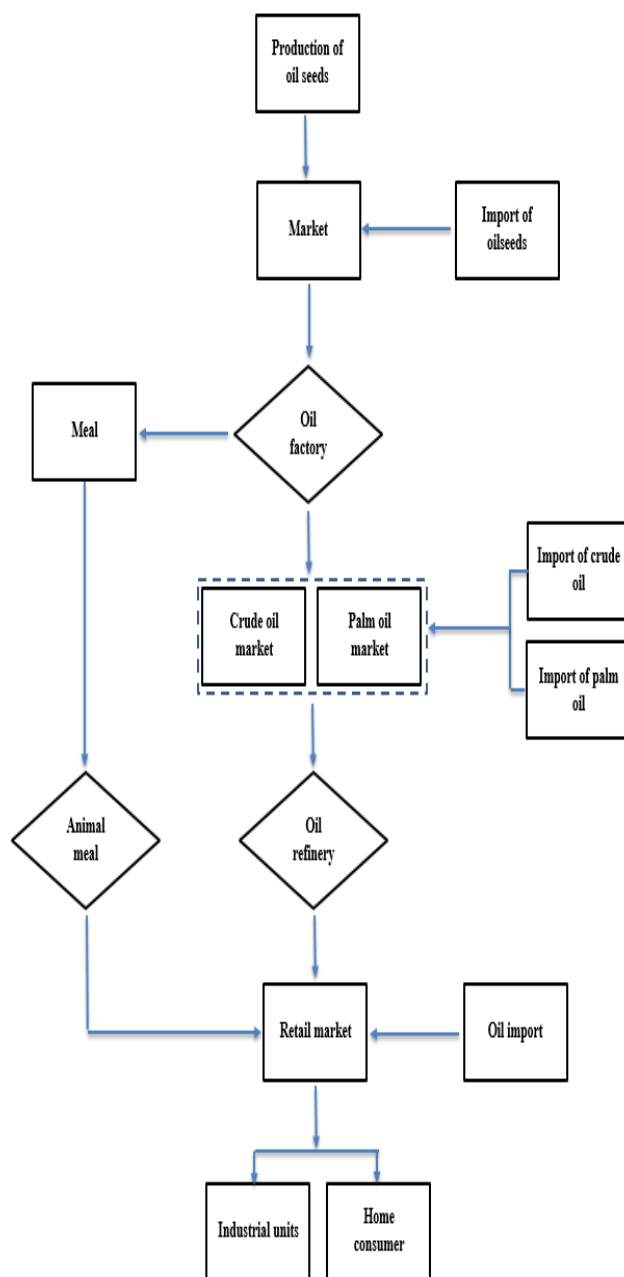 Production of
oil seeds
Market
Import of
oilseeds
Meal
Oil
factory
Crude oil
market
Palm oil
market
Import of crude
oil
Import of palm
oil
Animal
meal
Oil
refinery
Retail market
Oil import
Industrial units
Home
consumer